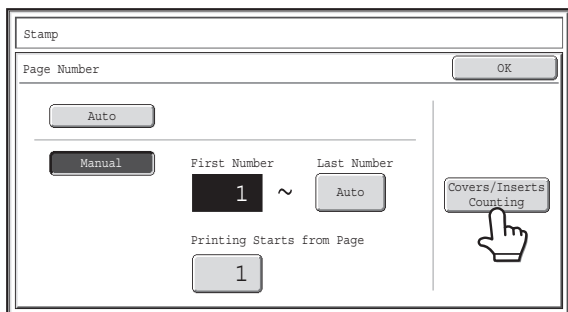 Stamp
Page Number OK
Auto
Manual First Number Last Number
1 ~ Auto
Covers/Inserts
Counting
Printing Starts from Page
1